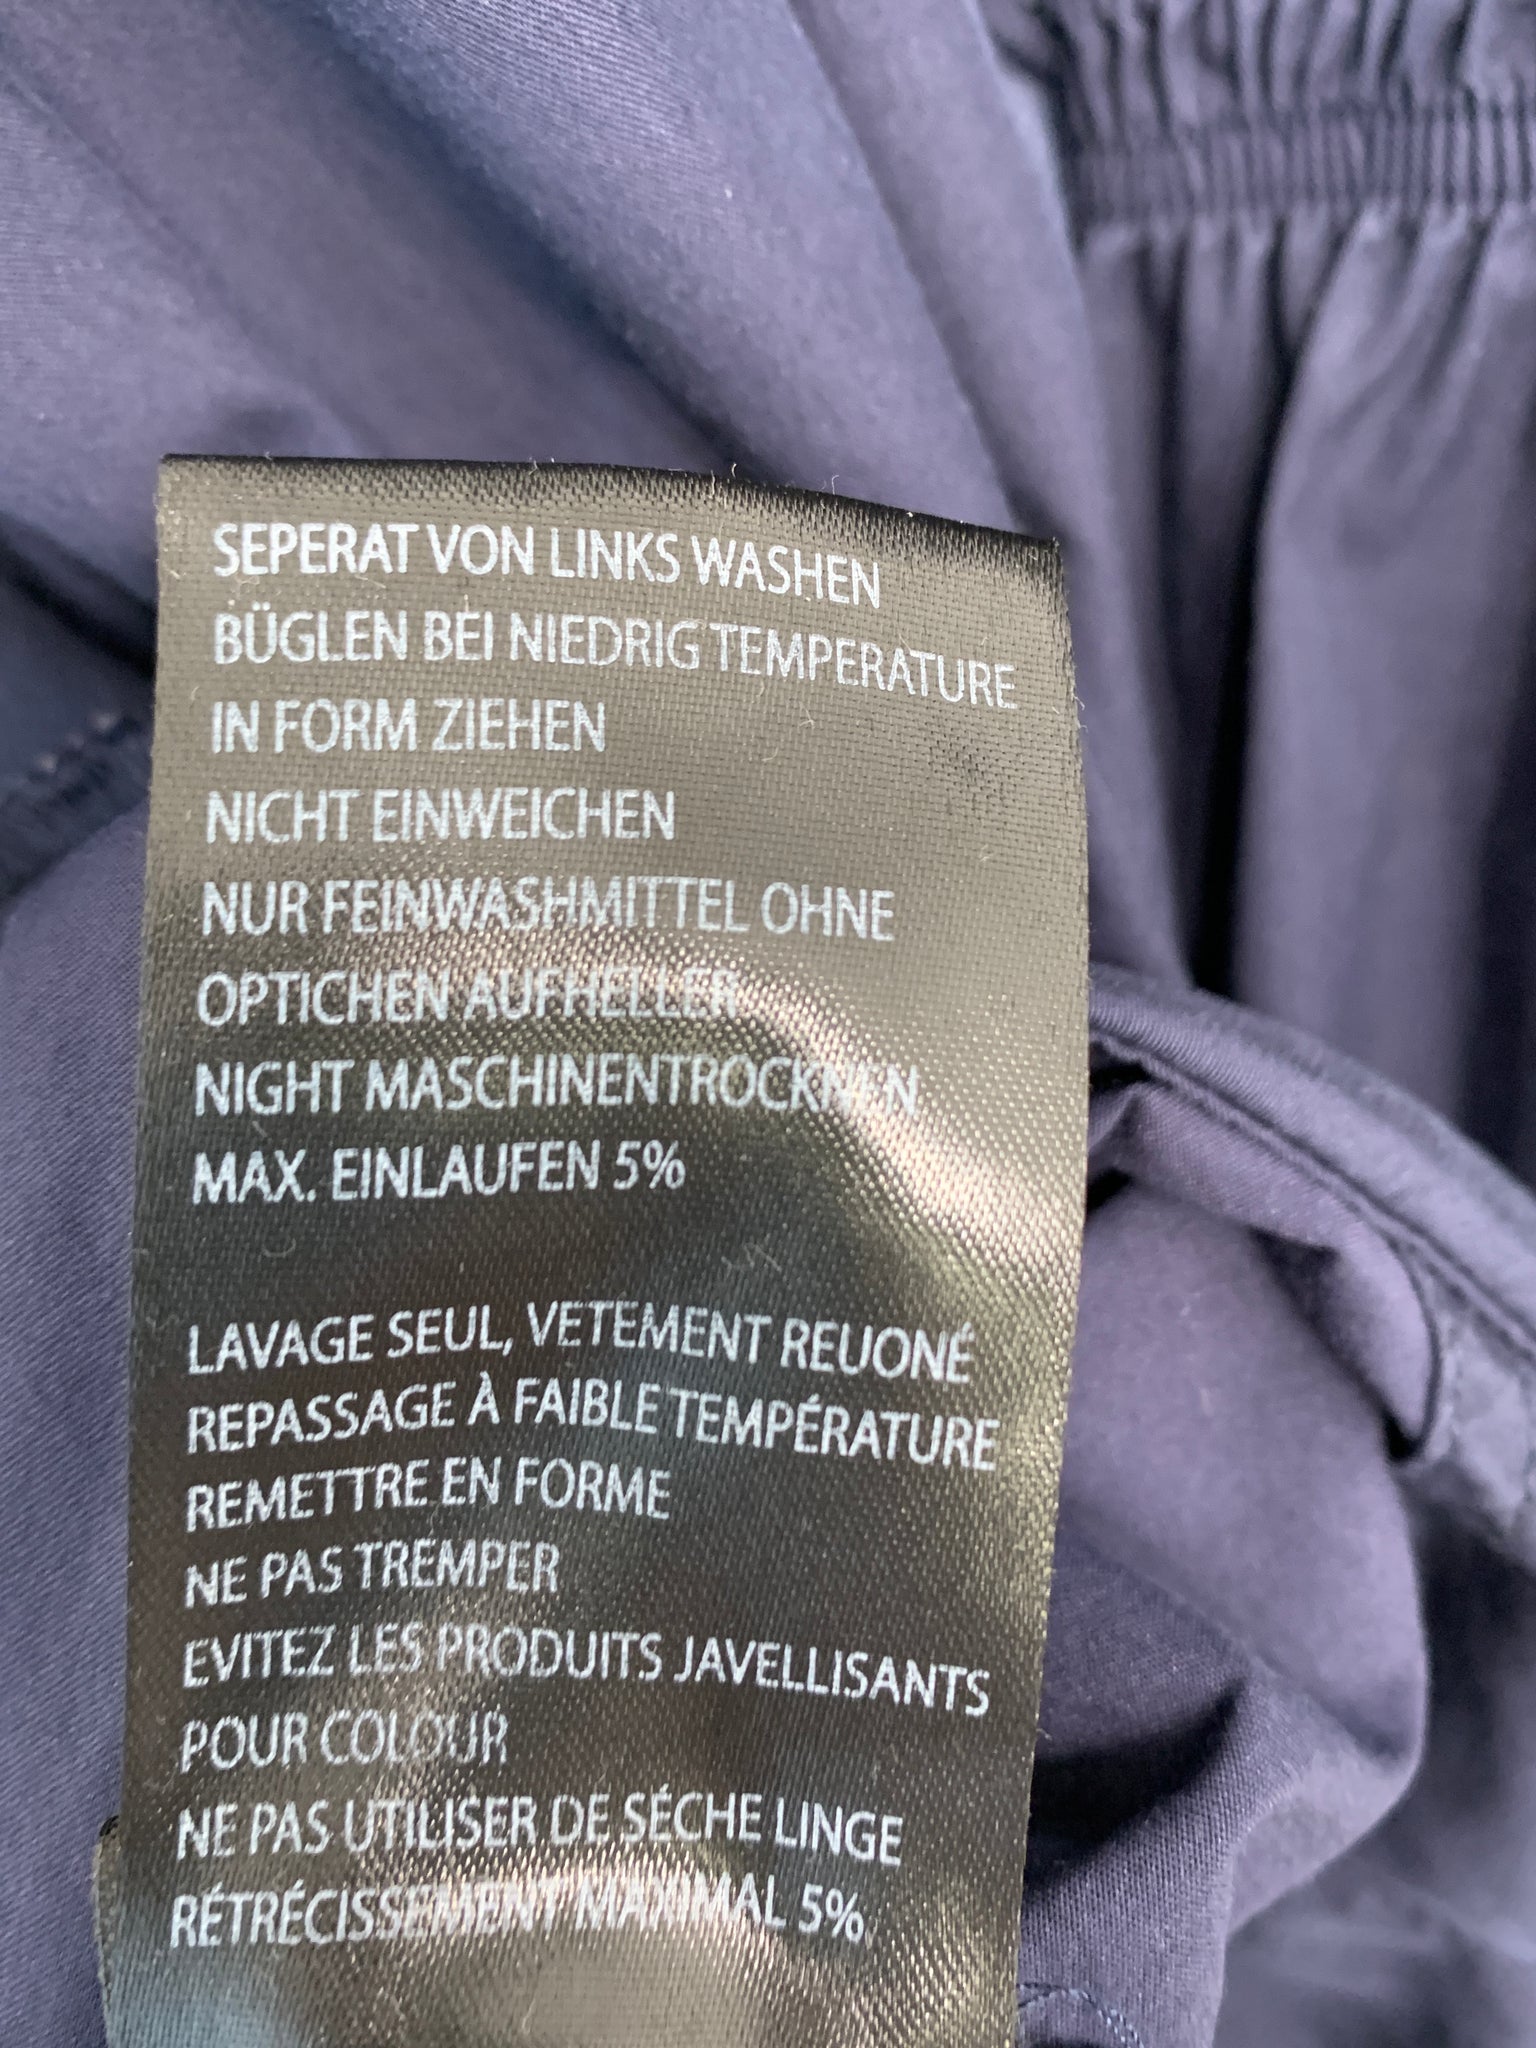 SEPERAT VON LINKS WASHEN
BÜGLEN BEI NIEDRIG TEMPERATURE
IN FORM ZIEHEN
NICHT EINWEICHEN
NUR FEINWASHMITTEL OHNE
OPTICHEN AUFHELLER
NIGHT MASCHINENTROCKNEN
MAX. EINLAUFEN 5%
LAVAGE SEUL, VETEMENT REUONÉ
REPASSAGE À FAIBLE TEMPÉRATURE
REMETTRE EN FORME
NE PAS TREMPER
EVITEZ LES PRODUITS JAVELLISANTS
POUR COLOUR
NE PAS UTILISER DE SÉCHE LINGE
RÉTRÉCISSEMENT MAXIMAL 5%